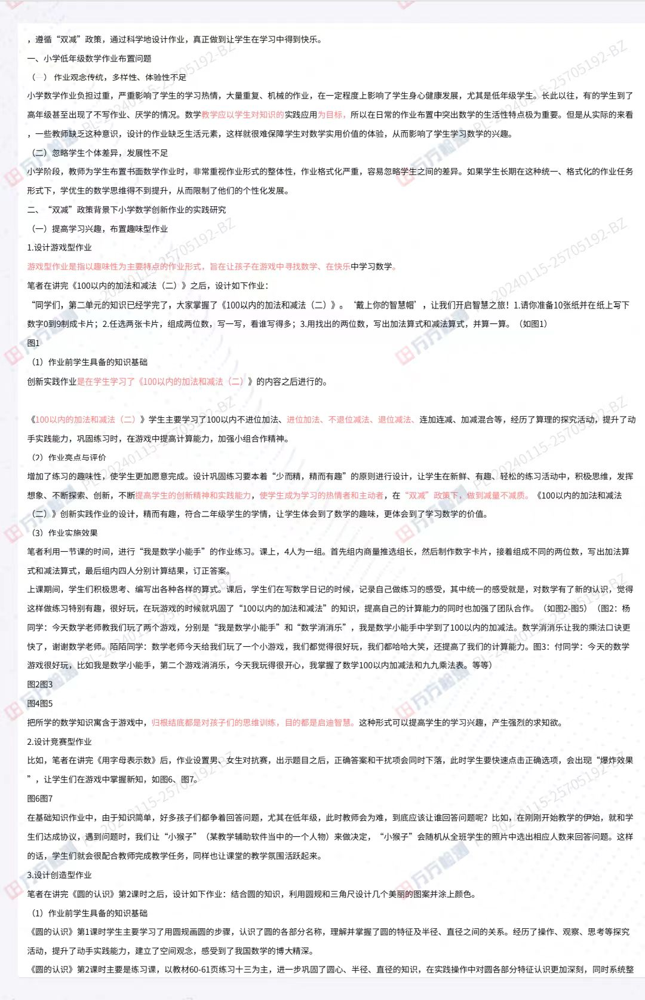 ，遵循“双减”政策，通过科学地设计作业，真正做到让学生在学习中得到快乐。
一、小学低年级数学作业布置问题
（一） 作业观念传统，多样性、体验性不足
小学数学作业负担过重，严重影响了学生的学习热情，大量重复、机械的作业，在一定程度上影响了学生身心健康发展，尤其是低年级学生。长此以往，有的学生到了
高年级甚至出现了不写作业、厌学的情况。数学教学应以学生对知识的实践应用为目标，所以在日常的作业布置中突出数学的生活性特点极为重要。但是从实际的来看
，一些教师缺乏这种意识，设计的作业缺乏生活元素，这样就很难保障学生对数学实用价值的体验，从而影响了学生学习数学的兴趣。
（二）忽略学生个体差异，发展性不足
小学阶段，教师为学生布置书面数学作业时，非常重视作业形式的整体性，作业格式化严重，容易忽略学生之间的差异。如果学生长期在这种统一、格式化的作业任务
形式下，学优生的数学思维得不到提升，从而限制了他们的个性化发展。
二、“双减”政策背景下小学数学创新作业的实践研究
（一）提高学习兴趣，布置趣味型作业
1.设计游戏型作业
游戏型作业是指以趣味性为主要特点的作业形式，旨在让孩子在游戏中寻找数学、在快乐中学习数学。
笔者在讲完《100以内的加法和减法（二）》之后，设计如下作业：
“同学们，第二单元的知识已经学完了，大家掌握了《100以内的加法和减法（二）》。‘戴上你的智慧帽’，让我们开启智慧之旅！1.请你准备10张纸并在纸上写下
数字0到9制成卡片；2.任选两张卡片，组成两位数，写一写，看谁写得多；3.用找出的两位数，写出加法算式和减法算式，并算一算。（如图1）
图1
（1）作业前学生具备的知识基础
创新实践作业是在学生学习了《100以内的加法和减法（二）》的内容之后进行的。
《100以内的加法和减法（二）》学生主要学习了100以内不进位加法、进位加法、不退位减法、退位减法、连加连减、加减混合等，经历了算理的探究活动，提升了动
手实践能力，巩固练习时，在游戏中提高计算能力，加强小组合作精神。
（2）作业亮点与评价
增加了练习的趣味性，使学生更加愿意完成。设计巩固练习要本着“少而精，精而有趣”的原则进行设计，让学生在新鲜、有趣、轻松的练习活动中，积极思维，发挥
想象、不断探索、创新，不断提高学生的创新精神和实践能力，使学生成为学习的热情者和主动者，在“双减”政策下，做到减量不减质。《100以内的加法和减法
（二）》创新实践作业的设计，精而有趣，符合二年级学生的学情，让学生体会到了数学的趣味，更体会到了学习数学的价值。
（3）作业实施效果
笔者利用一节课的时间，进行“我是数学小能手”的作业练习。课上，4人为一组。首先组内商量推选组长，然后制作数字卡片，接着组成不同的两位数，写出加法算
式和减法算式，最后组内四人分别计算结果，订正答案。
上课期间，学生们积极思考、编写出各种各样的算式。课后，学生们在写数学日记的时候，记录自己做练习的感受，其中统一的感受就是，对数学有了新的认识，觉得
这样做练习特别有趣，很好玩，在玩游戏的时候就巩固了“100以内的加法和减法”的知识，提高自己的计算能力的同时也加强了团队合作。（如图2-图5）（图2：杨
同学：今天数学老师教我们玩了两个游戏，分别是“我是数学小能手”和“数学消消乐”，我是数学小能手中学到了100以内的加减法。数学消消乐让我的乘法口诀更
快了，谢谢数学老师。陌陌同学：数学老师今天给我们玩了一个小游戏，我们都觉得很好玩，我们都哈哈大笑，还提高了我们的计算能力。图3：付同学：今天的数学
游戏很好玩，比如我是数学小能手，第二个游戏消消乐，今天我玩得很开心，我掌握了数学100以内加减法和九九乘法表。等等）
图2图3
图4图5
把所学的数学知识寓含于游戏中，归根结底都是对孩子们的思维训练，目的都是启迪智慧。这种形式可以提高学生的学习兴趣，产生强烈的求知欲。
2.设计竞赛型作业
比如，笔者在讲完《用字母表示数》后，作业设置男、女生对抗赛，出示题目之后，正确答案和干扰项会同时下落，此时学生要快速点击正确选项，会出现“爆炸效果
”，让学生们在游戏中掌握新知，如图6、图7。
图6图7
在基础知识作业中，由于知识简单，好多孩子们都争着回答问题，尤其在低年级，此时教师会为难，到底应该让谁回答问题呢？比如，在刚刚开始教学的伊始，就和学
生们达成协议，遇到问题时，我们让“小猴子”（某教学辅助软件当中的一个人物）来做决定，“小猴子”会随机从全班学生的照片中选出相应人数来回答问题。这样
的话，学生们就会很配合教师完成教学任务，同样也让课堂的教学氛围活跃起来。
3.设计创造型作业
笔者在讲完《圆的认识》第2课时之后，设计如下作业：结合圆的知识，利用圆规和三角尺设计几个美丽的图案并涂上颜色。
（1）作业前学生具备的知识基础
《圆的认识》第1课时学生主要学习了用圆规画圆的步骤，认识了圆的各部分名称，理解并掌握了圆的特征及半径、直径之间的关系。经历了操作、观察、思考等探究
活动，提升了动手实践能力，建立了空间观念，感受到了我国数学的博大精深。
《圆的认识》第2课时主要是练习课，以教材60-61页练习十三为主，进一步巩固了圆心、半径、直径的知识，在实践操作中对圆各部分特征认识更加深刻，同时系统整